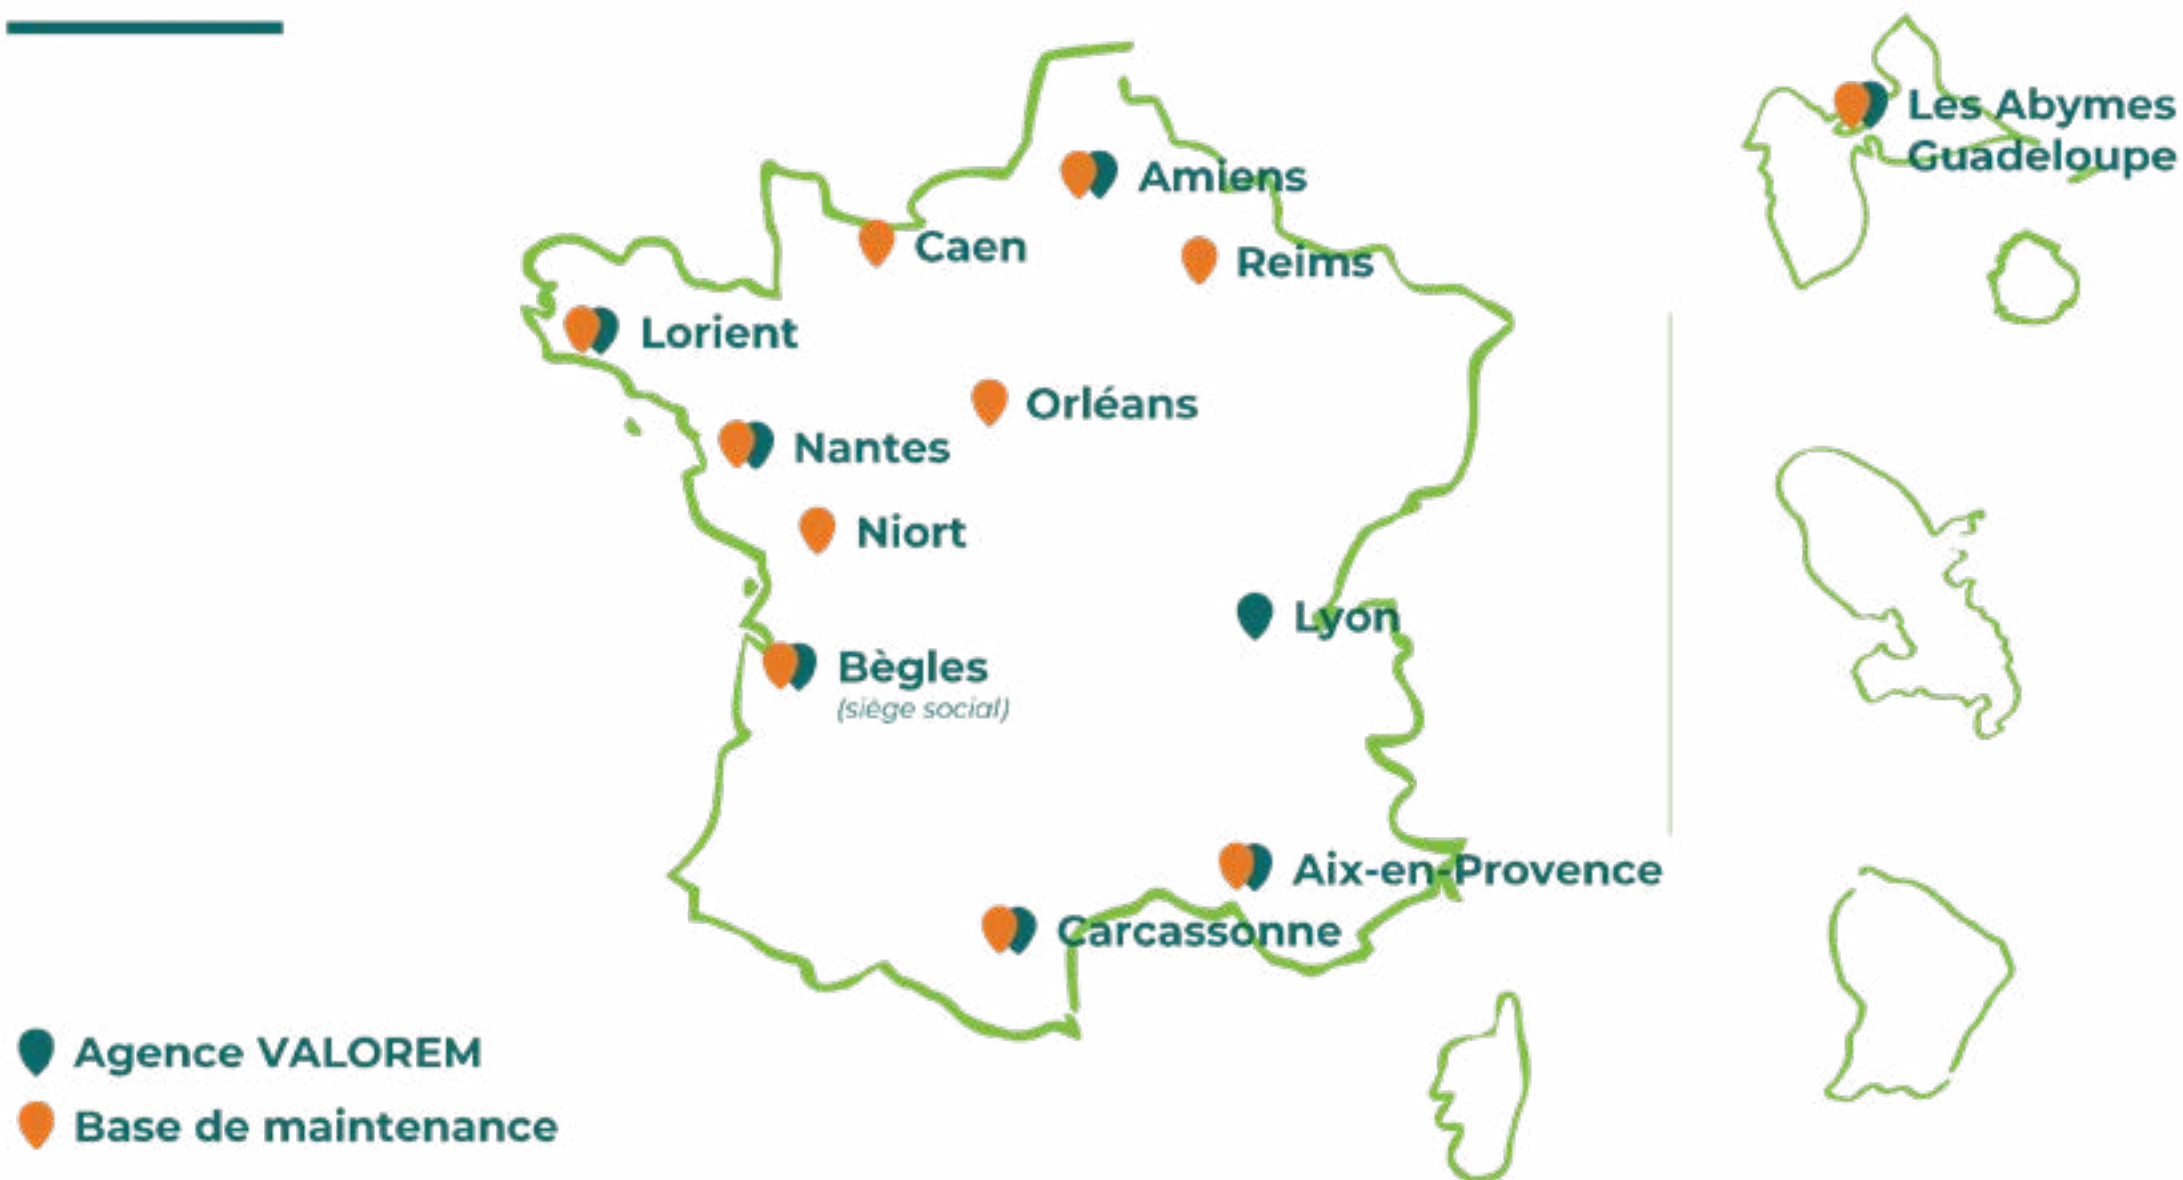 Les Abymes
Guadeloupe
Amiens
Caen
Reims
Lorient
Orléans
Nantes
Niort
Lyon
Bègles
(siège social)
Aix-en-Provence
Carcassonne
Agence VALOREM
Base de maintenance